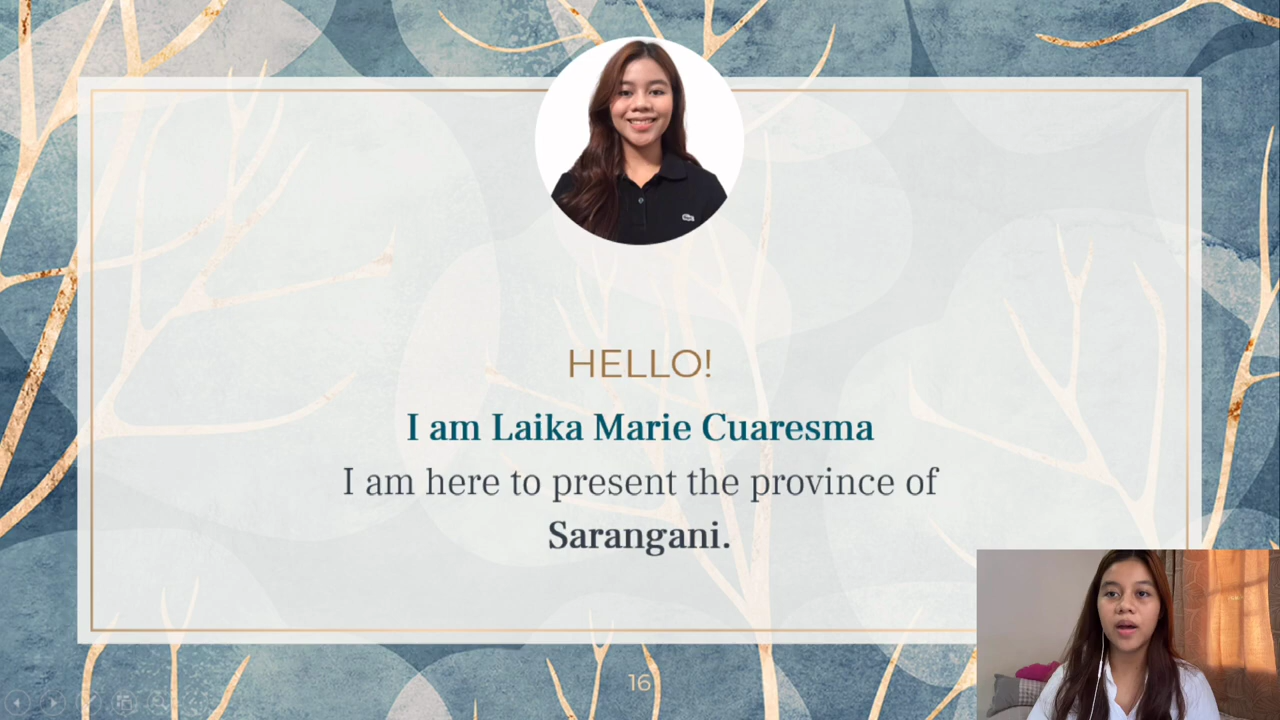 HELLO!
I am Laika Marie Cuaresma
I am here to present the province of
Sarangani.
16